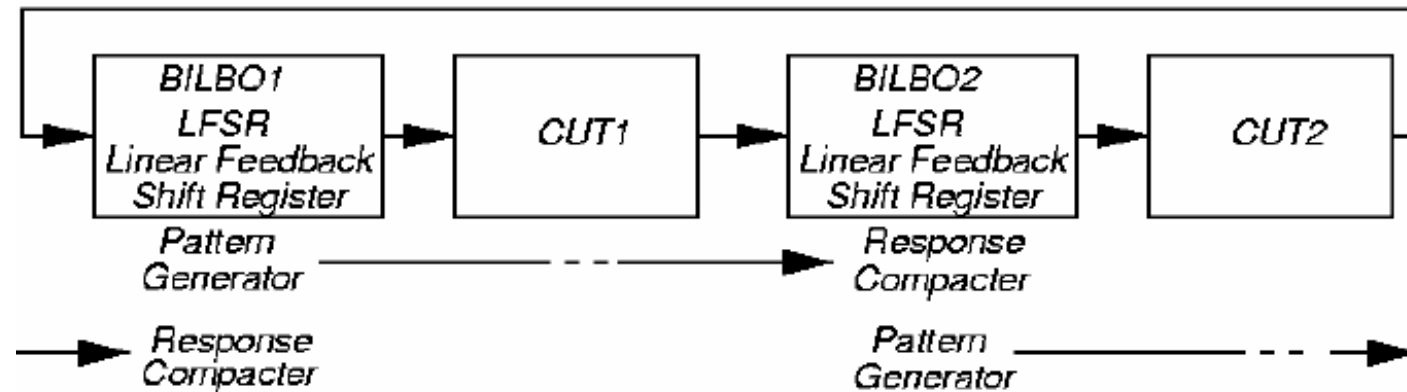 BILBO1
LFSR
Linear Feedback
Shift Register
CUT1
BILBO2
LFSR
Linear Feedback
Shift Register
CUT2
Pattern
Generator
Response
Compacter
Response
Compacter
Pattern
Generator